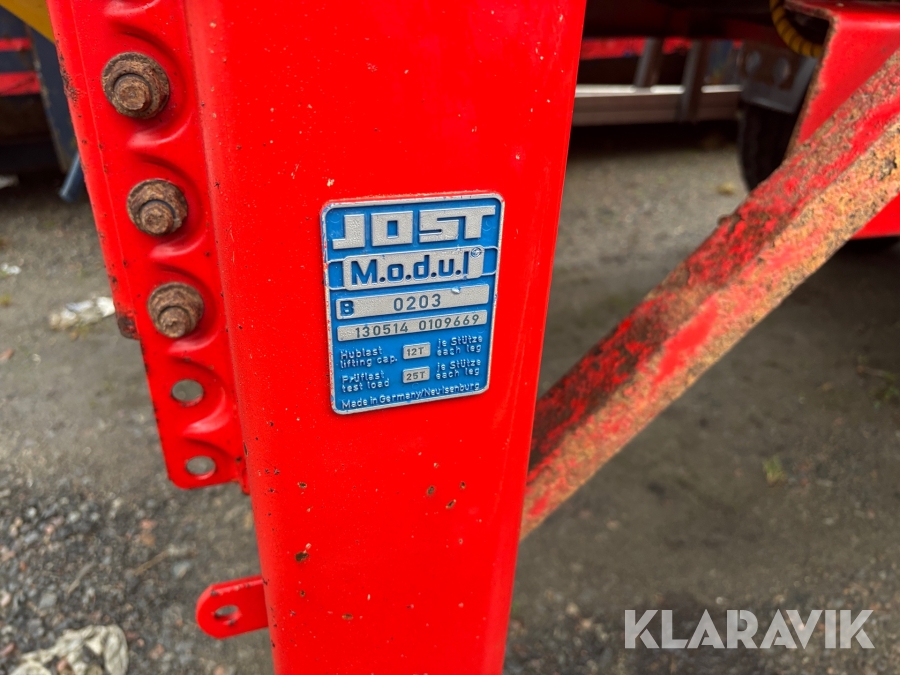 JOST
M.o.d.u.l
B 0203
130514 0109669
Hublast
lifting cap. 12T je Stütze
each leg
Prüflast
test load 25T je Stütze
each leg
Made in Germany/Neu Isenburg
KLARAVIK